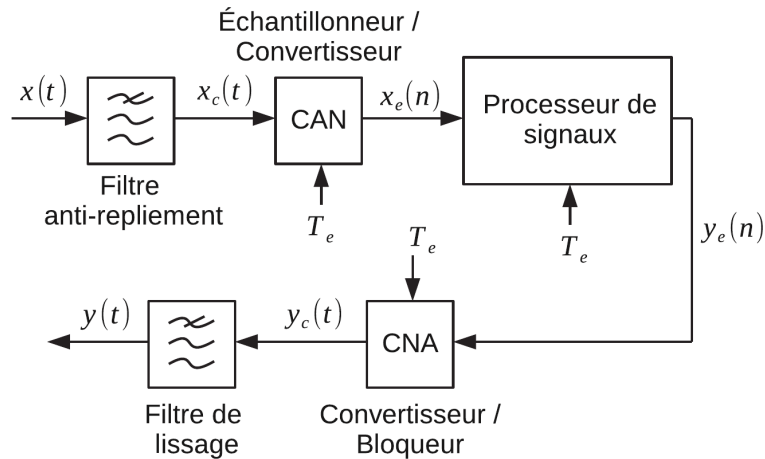 Échantillonneur /
Convertisseur
x(t)
x_c(t)
CAN
x_e(n)
Processeur de
signaux
Filtre
anti-repliement
T_e
T_e
T_e
y_e(n)
y(t)
y_c(t)
CNA
Filtre de
lissage
Convertisseur /
Bloqueur